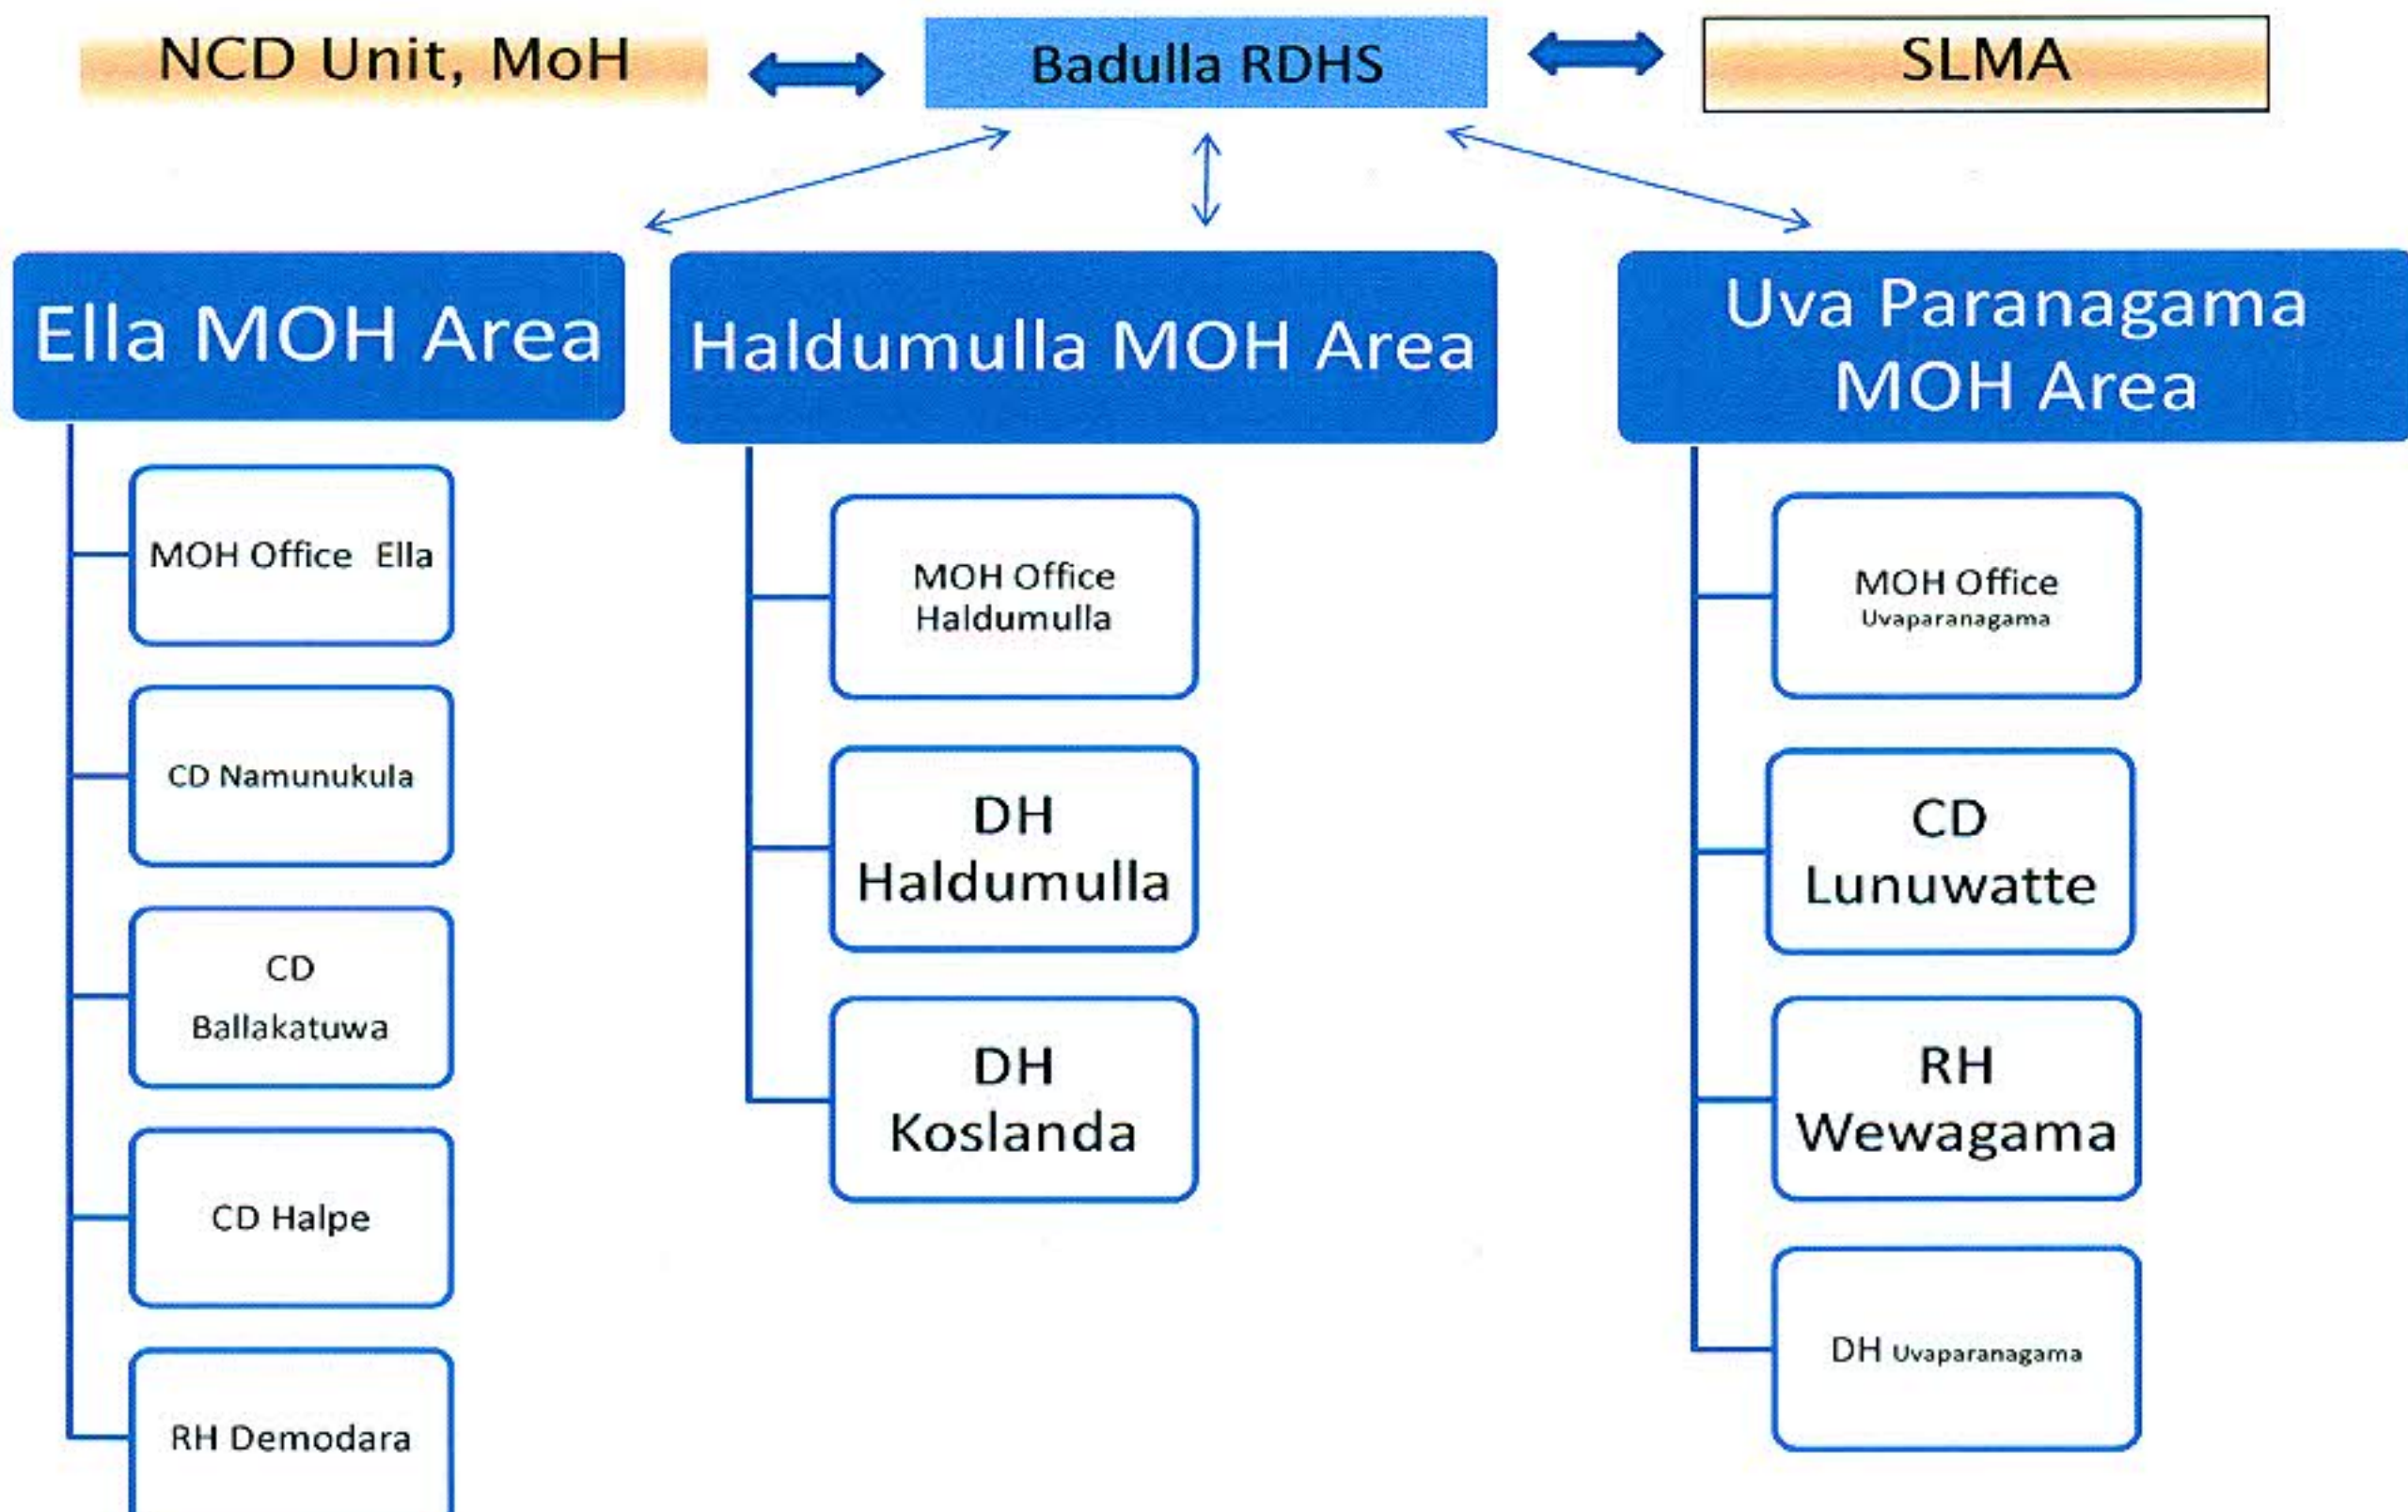 NCD Unit, MoH
Badulla RDHS
SLMA
Ella MOH Area
MOH Office Ella
CD Namunukula
CD
Ballakatuwa
CD Halpe
RH Demodara
Haldumulla MOH Area
MOH Office
Haldumulla
DH
Haldumulla
DH
Koslanda
Uva Paranagama
MOH Area
MOH Office
Uvaparanagama
CD
Lunuwatte
RH
Wewagama
DH Uvaparanagama